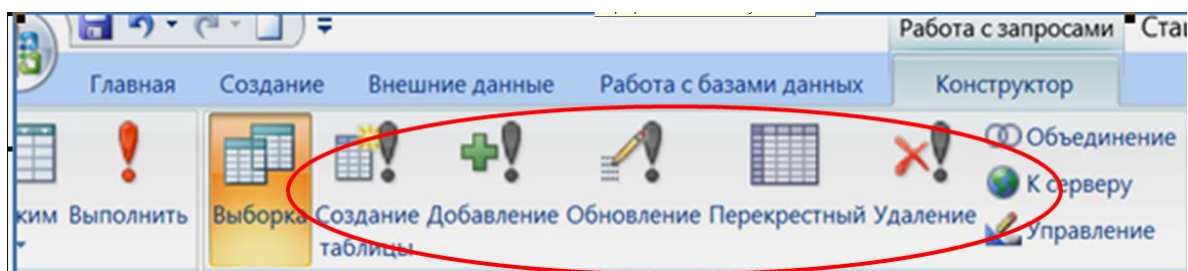 Работа с запросами
Главная Создание Внешние данные Работа с базами данных Конструктор
Объединение
К серверу
Выполнить Выборка Создание Добавление Обновление Перекрестный Удаление
таблицы
Управление